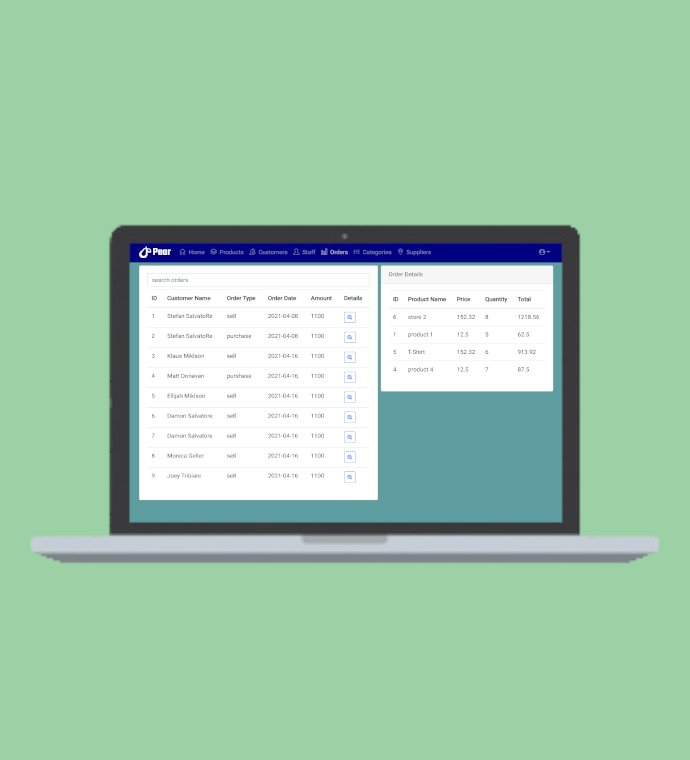 Pear Home Products Customers Staff Orders Categories Suppliers
search orders
ID Customer Name Order Type Order Date Amount Details
1 Stefan SalvatoRe sell 2021-04-08 1100
2 Stefan SalvatoRe purchase 2021-04-08 1100
3 Klaus Miklson sell 2021-04-16 1100
4 Matt Donavan purshase 2021-04-16 1100
5 Ellijah Miklson sell 2021-04-16 1100
6 Damon Salvatore sell 2021-04-16 1100
7 Damon Salvatore sell 2021-04-16 1100
8 Monica Geller sell 2021-04-16 1100
9 Joey Tribiani sell 2021-04-16 1100
Order Details
ID Product Name Price Quantity Total
6 store 2 152.32 8 1218.56
1 product 1 12.5 5 62.5
5 T-Shirt 152.32 6 913.92
4 product 4 12.5 7 87.5